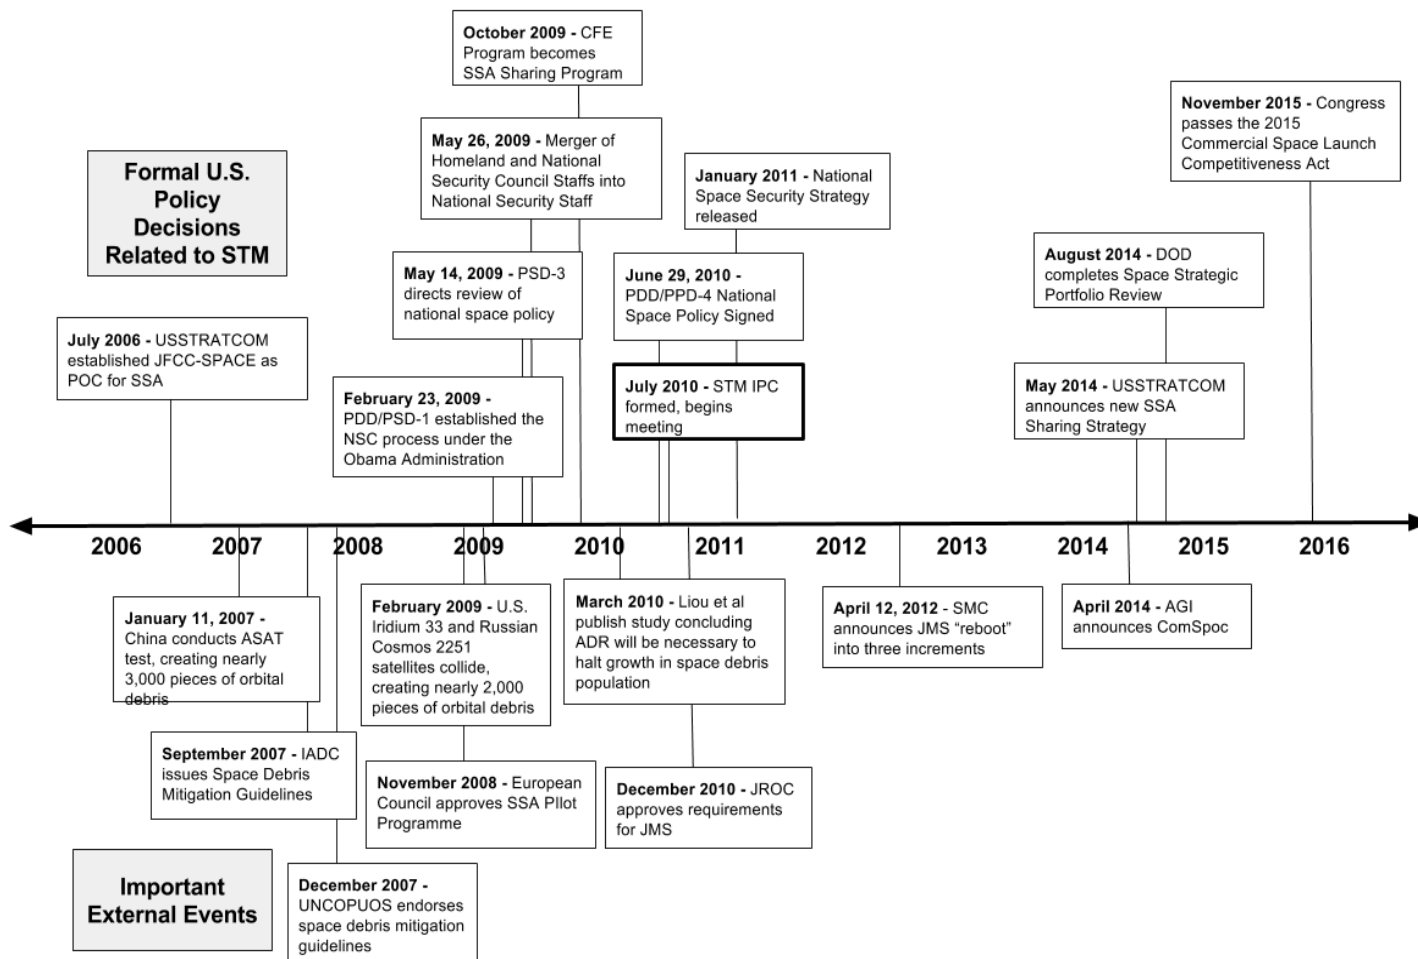 October 2009 - CFE
Program becomes
SSA Sharing Program
May 26, 2009 - Merger of
Homeland and National
Security Council Staffs into
National Security Staff
November 2015 - Congress
passes the 2015
Commercial Space Launch
Competitiveness Act
Formal U.S.
Policy
Decisions
Related to STM
January 2011 - National
Space Security Strategy
released
May 14, 2009 - PSD-3
directs review of
national space policy
June 29, 2010 -
PDD/PPD-4 National
Space Policy Signed
August 2014 - DOD
completes Space Strategic
Portfolio Review
July 2006 - USSTRATCOM
established JFCC-SPACE as
POC for SSA
February 23, 2009 -
PDD/PSD-1 established the
NSC process under the
Obama Administration
July 2010 - STM IPC
formed, begins
meeting
May 2014 - USSTRATCOM
announces new SSA
Sharing Strategy
2006 2007 2008 2009 2010 2011 2012 2013 2014 2015 2016
January 11, 2007 -
China conducts ASAT
test, creating nearly
3,000 pieces of orbital
debris
February 2009 - U.S.
Iridium 33 and Russian
Cosmos 2251
satellites collide,
creating nearly 2,000
pieces of orbital debris
March 2010 - Liou et al
publish study concluding
ADR will be necessary to
halt growth in space debris
population
April 12, 2012 - SMC
announces JMS “reboot”
into three increments
April 2014 - AGI
announces ComSpoc
September 2007 - IADC
issues Space Debris
Mitigation Guidelines
November 2008 - European
Council approves SSA PIlot
Programme
December 2010 - JROC
approves requirements
for JMS
Important
External Events
December 2007 -
UNCOPUOS endorses
space debris mitigation
guidelines